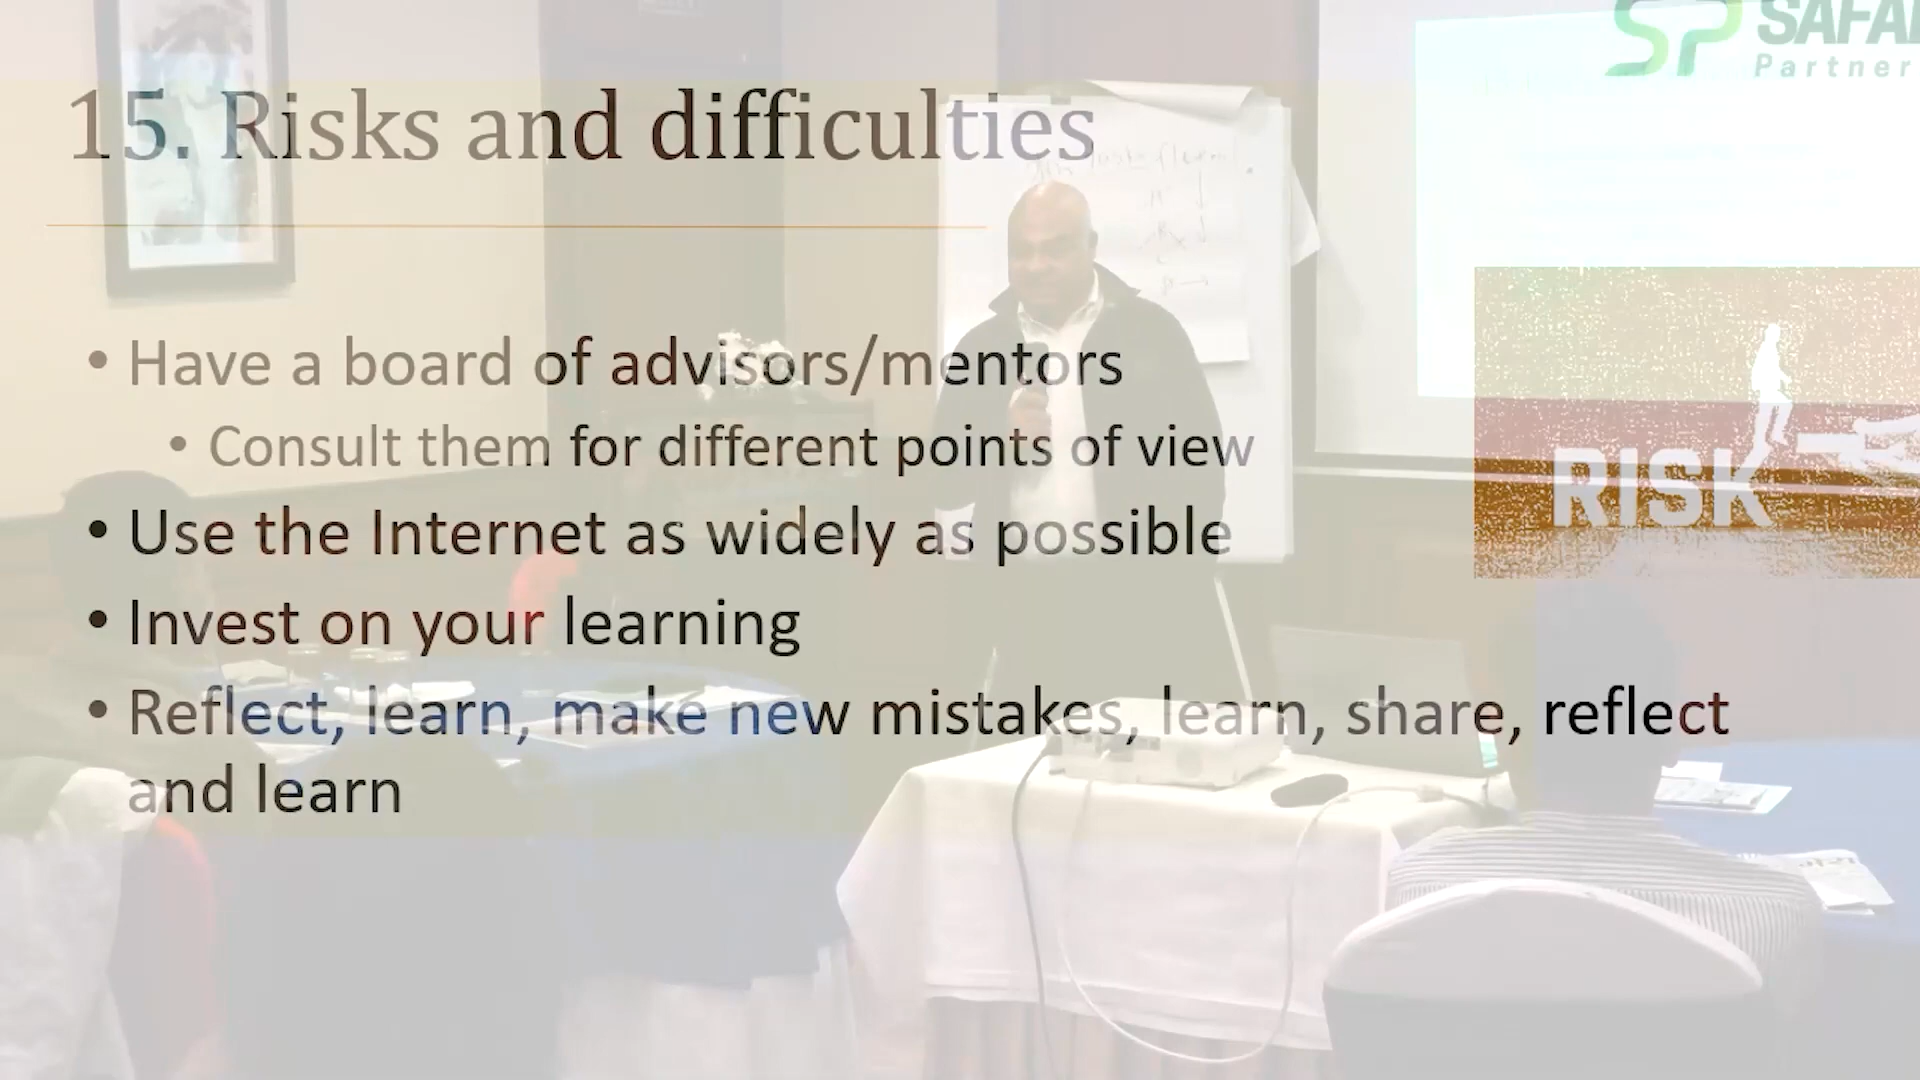 SP SAFA
Partner
15. Risks and difficulties
• Have a board of advisors/mentors
• Consult them for different points of view
• Use the Internet as widely as possible
RISK
• Invest on your learning
• Reflect, learn, make new mistakes, learn, share, reflect
and learn